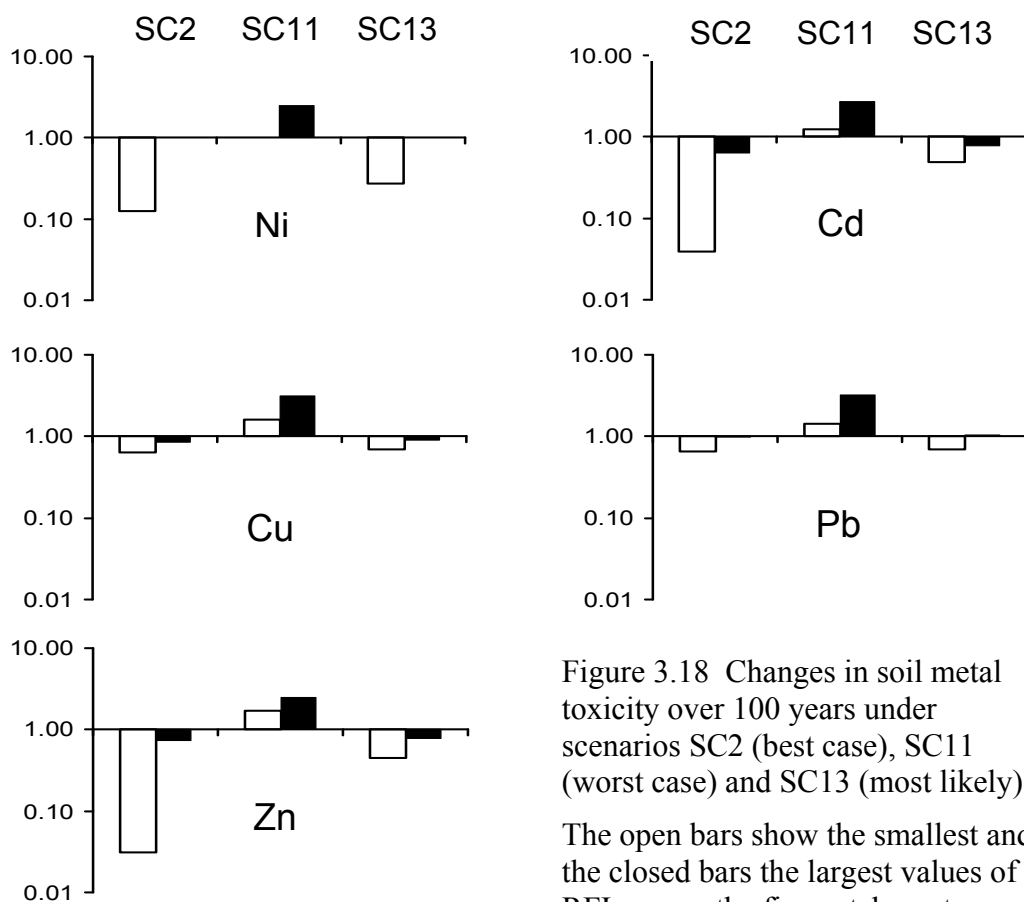 SC2 SC11 SC13
10.00
1.00
0.10
0.01
Ni
SC2 SC11 SC13
10.00
1.00
0.10
0.01
Cd
10.00
1.00
0.10
0.01
Cu
10.00
1.00
0.10
0.01
Pb
10.00
1.00
0.10
0.01
Zn
Figure 3.18 Changes in soil metal
toxicity over 100 years under
scenarios SC2 (best case), SC11
(worst case) and SC13 (most likely)
The open bars show the smallest and
the closed bars the largest values of